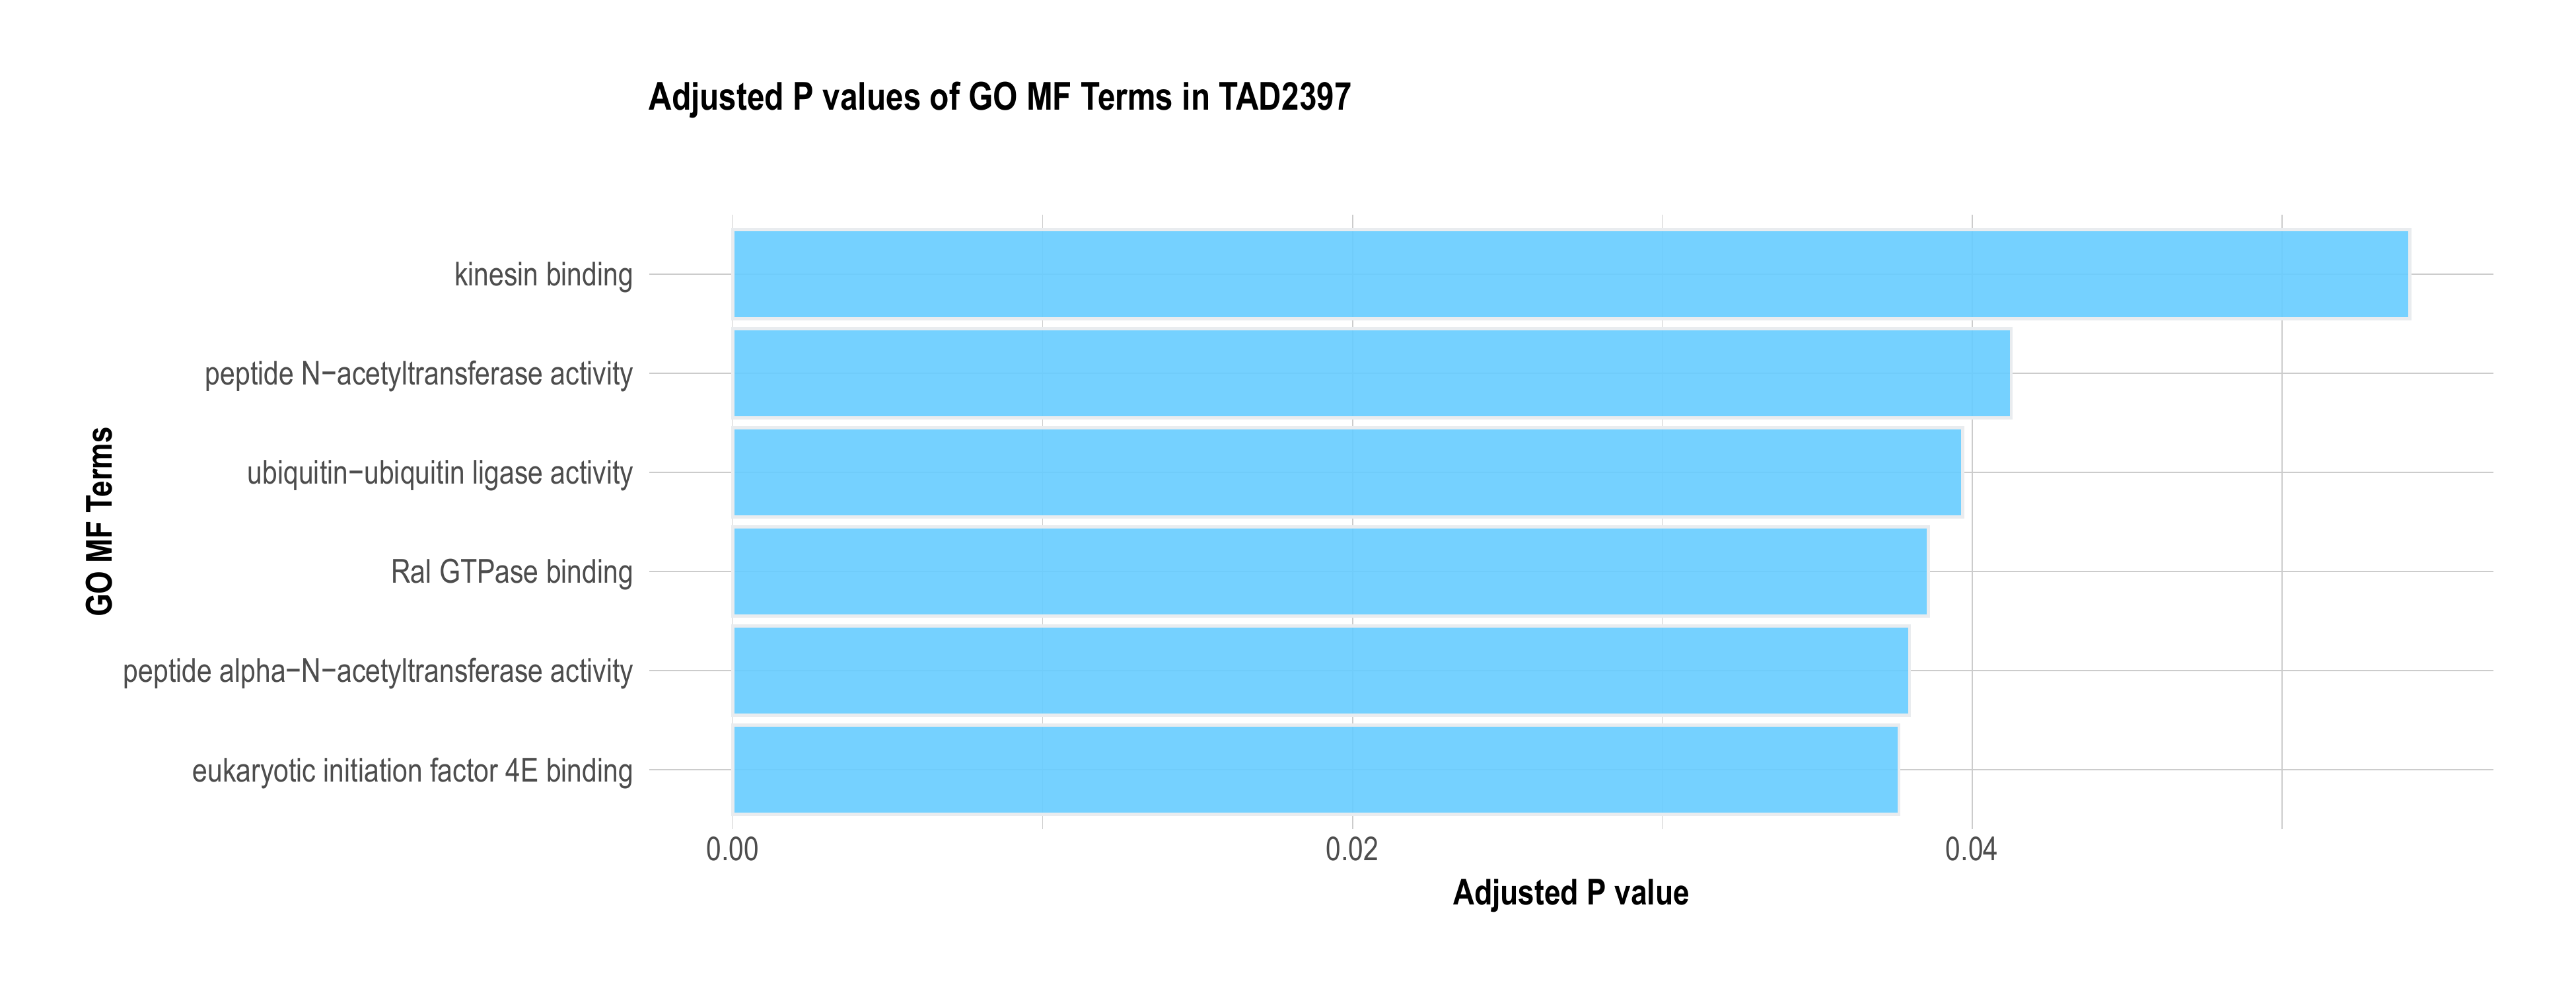 Adjusted P values of GO MF Terms in TAD2397
GO MF Terms
kinesin binding
peptide N−acetyltransferase activity
ubiquitin−ubiquitin ligase activity
Ral GTPase binding
peptide alpha−N−acetyltransferase activity
eukaryotic initiation factor 4E binding
0.00 0.02 0.04
Adjusted P value